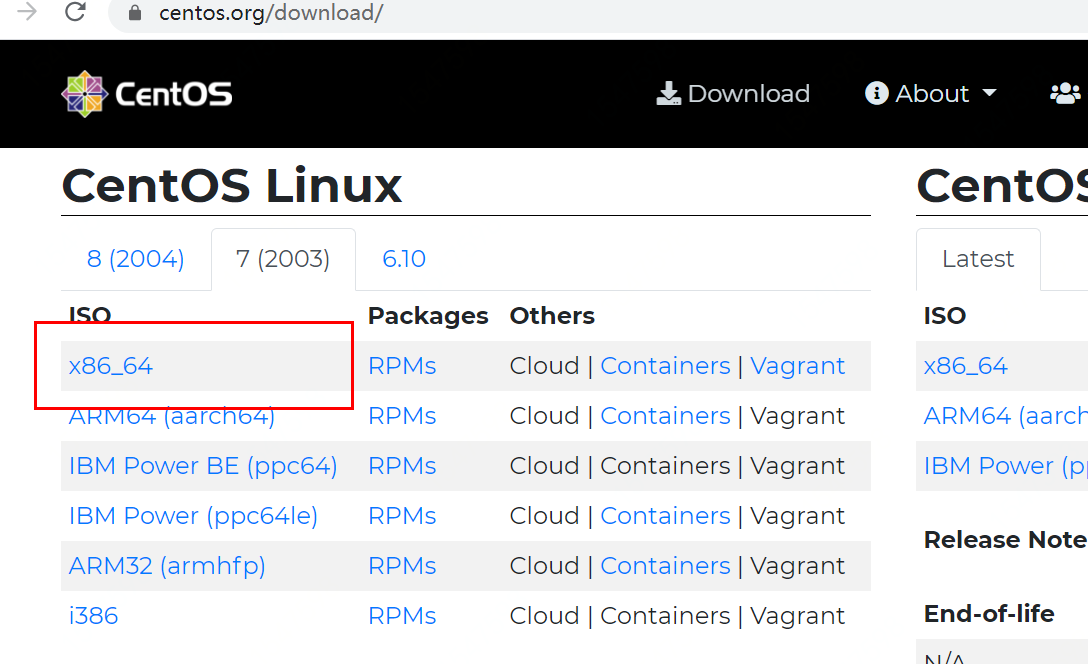 centos.org/download/
CentOS Download About
CentOS Linux
8 (2004) 7 (2003) 6.10
ISO Packages Others
x86_64 RPMs Cloud | Containers | Vagrant
ARM64 (aarch64) RPMs Cloud | Containers | Vagrant
IBM Power BE (ppc64) RPMs Cloud | Containers | Vagrant
IBM Power (ppc64le) RPMs Cloud | Containers | Vagrant
ARM32 (armhfp) RPMs Cloud | Containers | Vagrant
i386 RPMs Cloud | Containers | Vagrant
CentOS
Latest
ISO
x86_64
ARM64 (aarch
IBM Power (p
Release Note
End-of-life
N/A